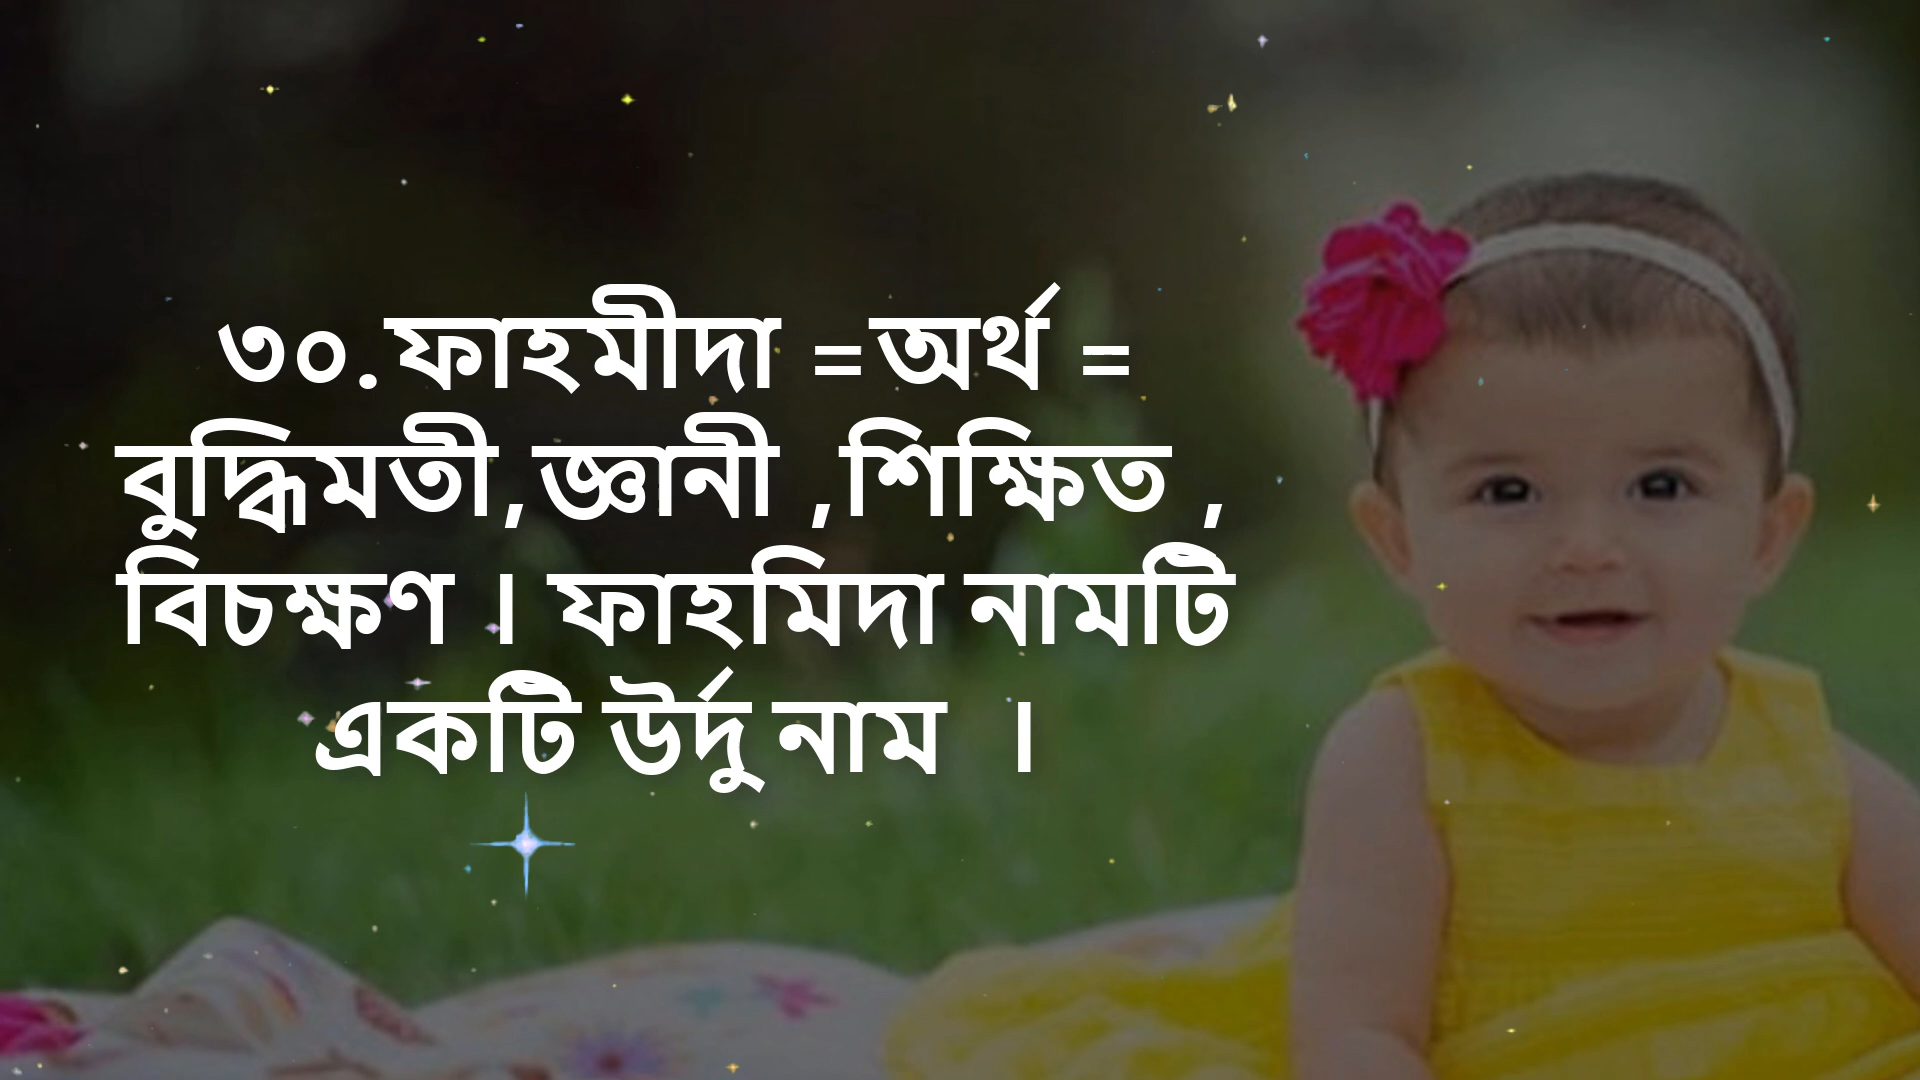 ৩০.ফাহমীদা =অর্থ =
বুদ্ধিমতী,জ্ঞানী ,শিক্ষিত ,
বিচক্ষণ । ফাহমিদা নামটি
একটি উর্দু নাম ।